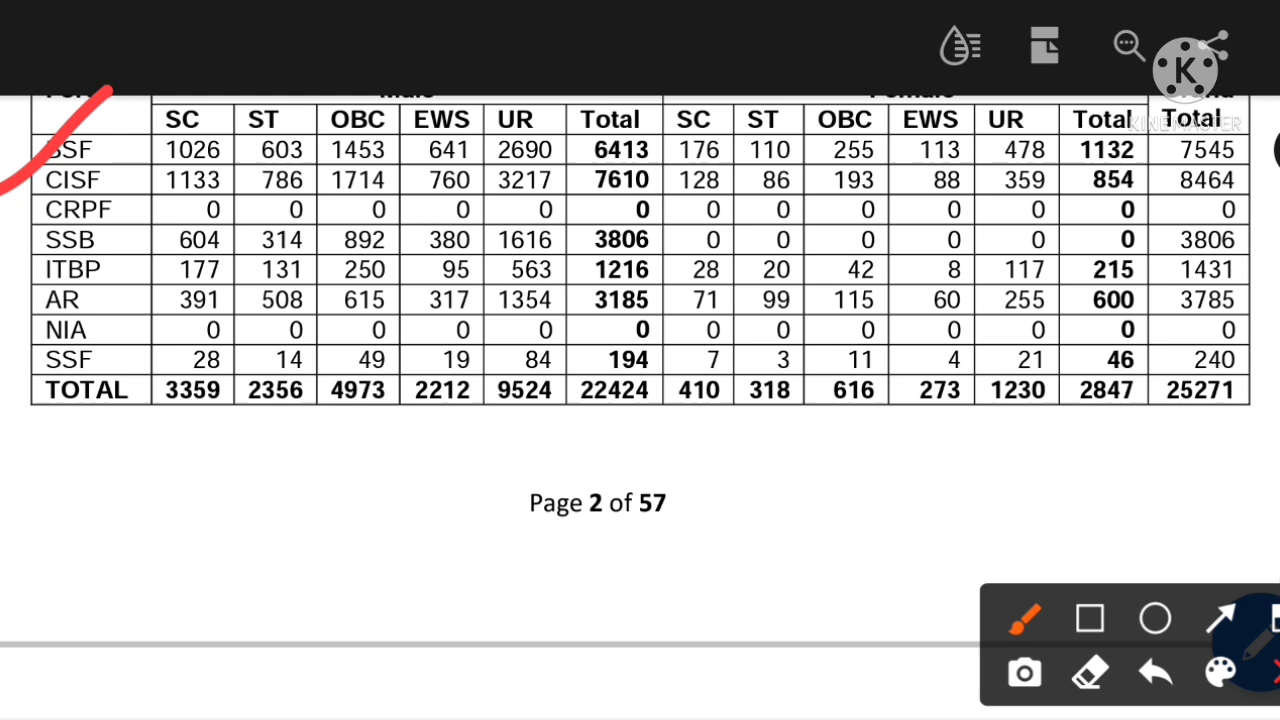 K
KINEMASTER
SC ST OBC EWS UR Total SC ST OBC EWS UR Total Total
SSF 1026 603 1453 641 2690 6413 176 110 255 113 478 1132 7545
CISF 1133 786 1714 760 3217 7610 128 86 193 88 359 854 8464
CRPF 0 0 0 0 0 0 0 0 0 0 0 0 0
SSB 604 314 892 380 1616 3806 0 0 0 0 0 0 3806
ITBP 177 131 250 95 563 1216 28 20 42 8 117 215 1431
AR 391 508 615 317 1354 3185 71 99 115 60 255 600 3785
NIA 0 0 0 0 0 0 0 0 0 0 0 0 0
SSF 28 14 49 19 84 194 7 3 11 4 21 46 240
TOTAL 3359 2356 4973 2212 9524 22424 410 318 616 273 1230 2847 25271
Page 2 of 57